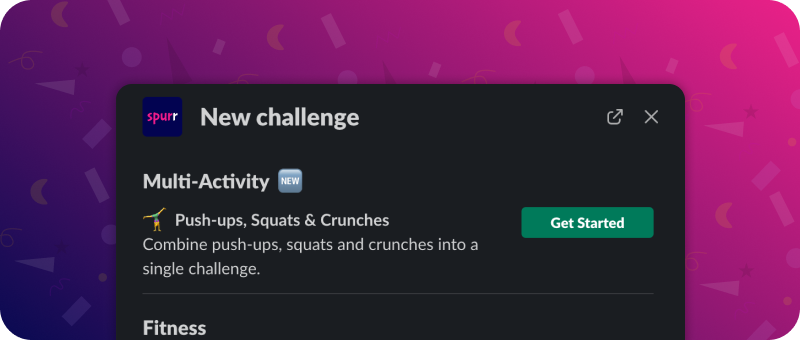 spurr
New challenge
Multi-Activity NEW
Push-ups, Squats & Crunches
Get Started
Combine push-ups, squats and crunches into a
single challenge.
Fitness